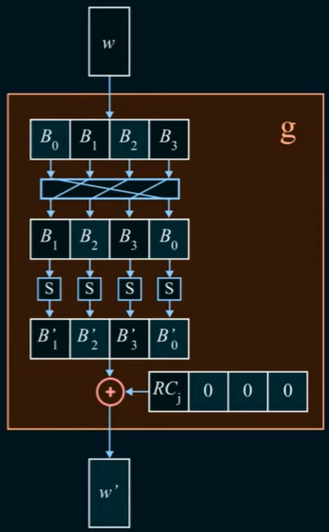 w
g
B₀ B₁ B₂ B₃
B₁ B₂ B₃ B₀
S S S S
B'₁ B'₂ B'₃ B'₀
+ RCⱼ 0 0 0
w'